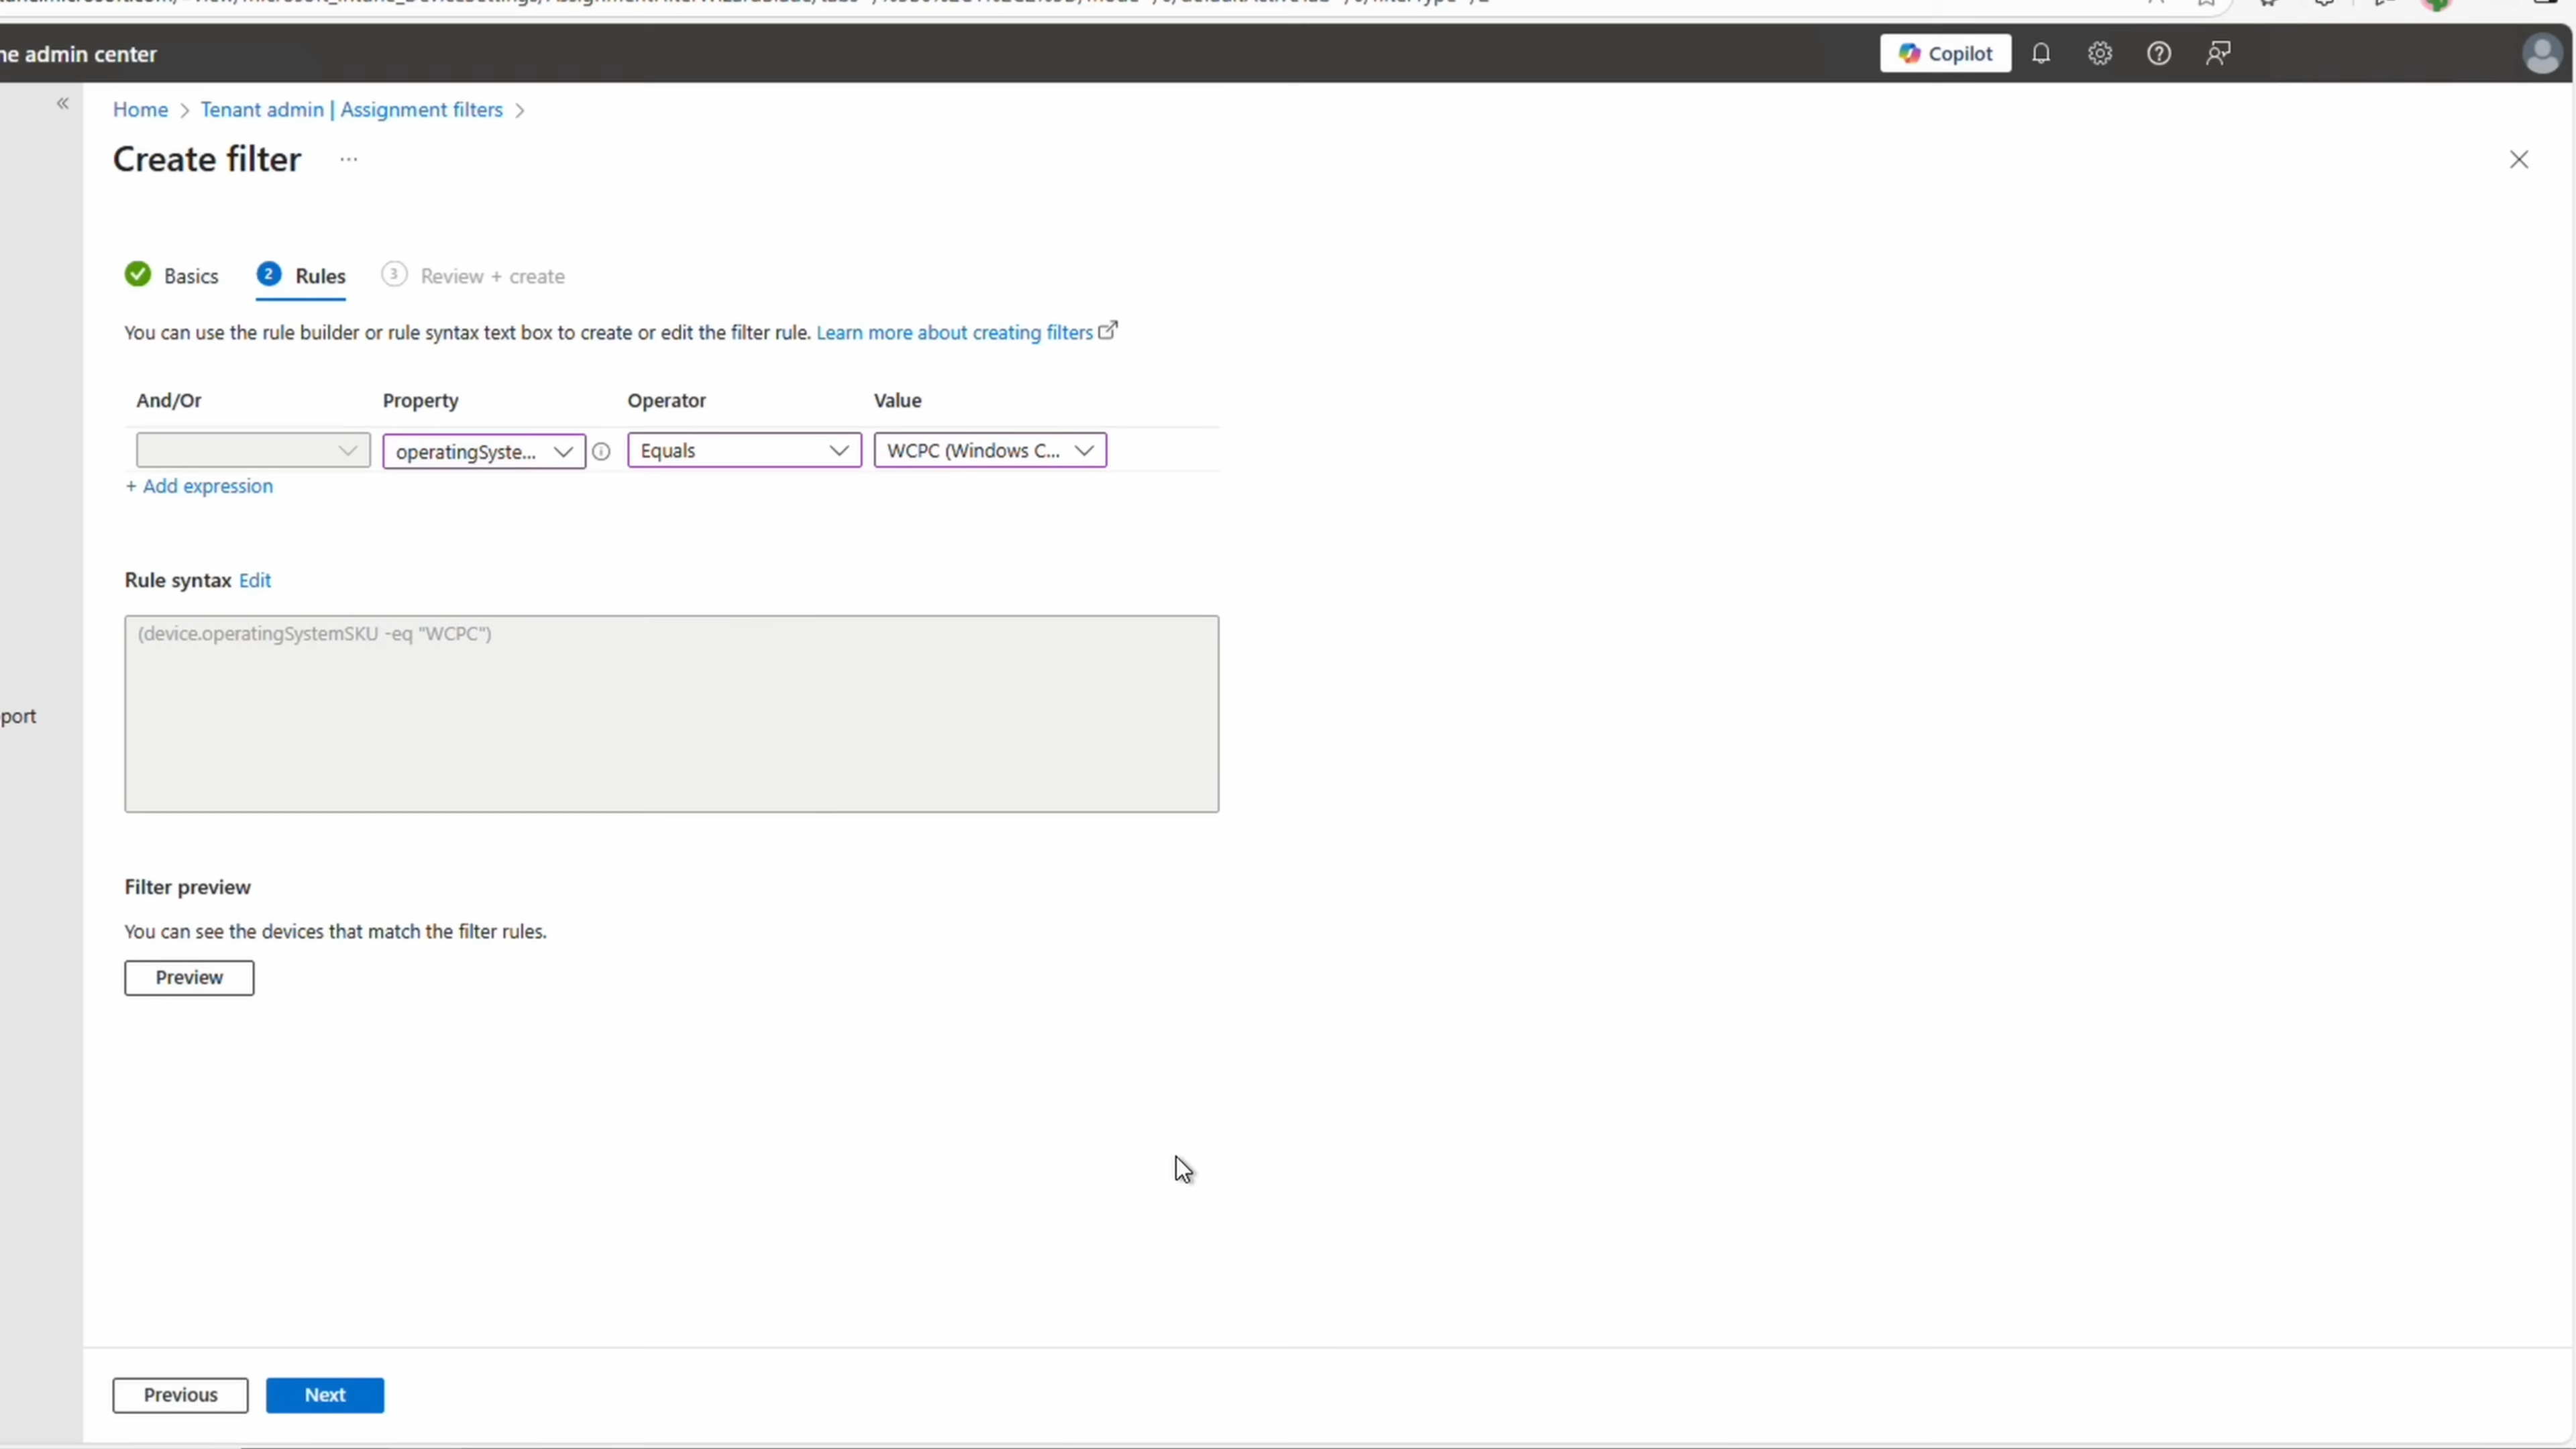 ne admin center
Copilot
Home > Tenant admin | Assignment filters >
Create filter ...
Basics 2 Rules 3 Review + create
You can use the rule builder or rule syntax text box to create or edit the filter rule. Learn more about creating filters
And/Or Property Operator Value
operatingSyste... Equals WCPC (Windows C...
+ Add expression
Rule syntax Edit
(device.operatingSystemSKU -eq "WCPC")
port
Filter preview
You can see the devices that match the filter rules.
Preview
Previous Next